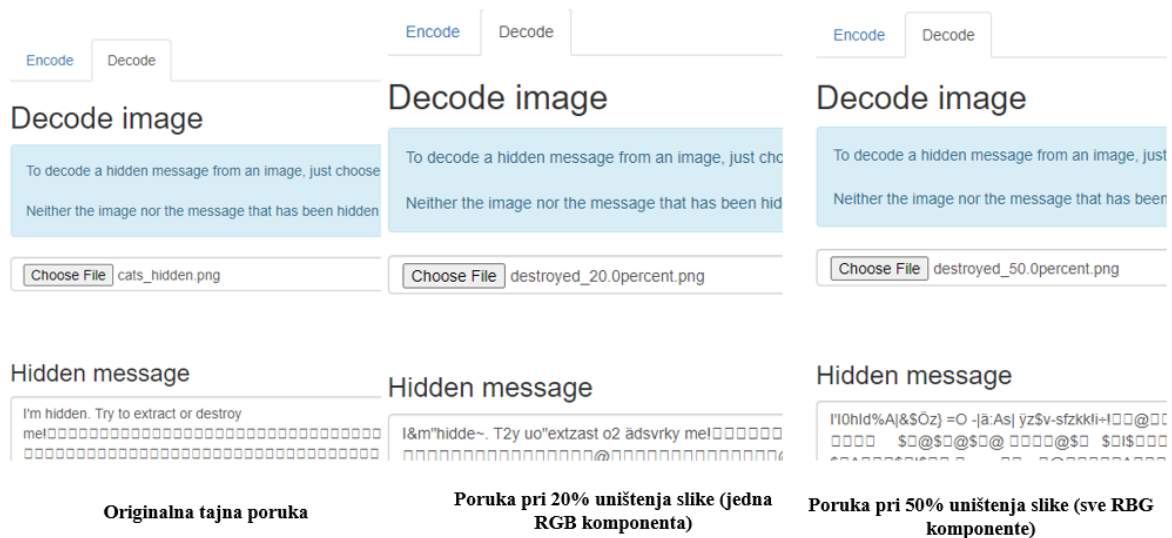 Encode Decode
Decode image
To decode a hidden message from an image, just choose
Neither the image nor the message that has been hidden
Choose File cats_hidden.png
Hidden message
I'm hidden. Try to extract or destroy
me!
Originalna tajna poruka
Encode Decode
Decode image
To decode a hidden message from an image, just cho
Neither the image nor the message that has been hid
Choose File destroyed_20.0percent.png
Hidden message
I&m"hidde~. T2y uo"extzast o2 ädsvrky me!
Poruka pri 20% uništenja slike (jedna
RGB komponenta)
Encode Decode
Decode image
To decode a hidden message from an image, just
Neither the image nor the message that has been
Choose File destroyed_50.0percent.png
Hidden message
Poruka pri 50% uništenja slike (sve RBG
komponente)